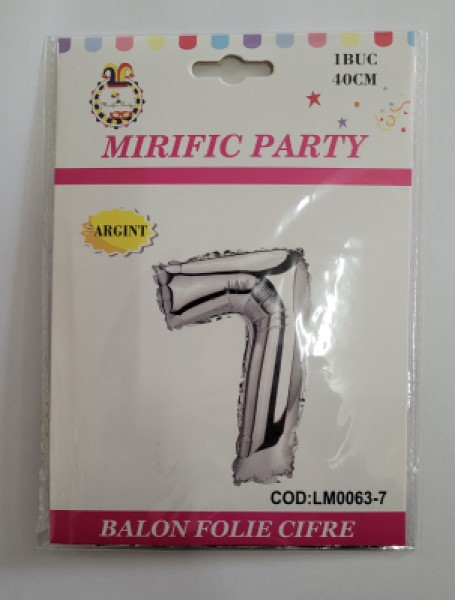 1BUC
40CM
MIRIFIC PARTY
ARGINT
COD:LM0063-7
BALON FOLIE CIFRE